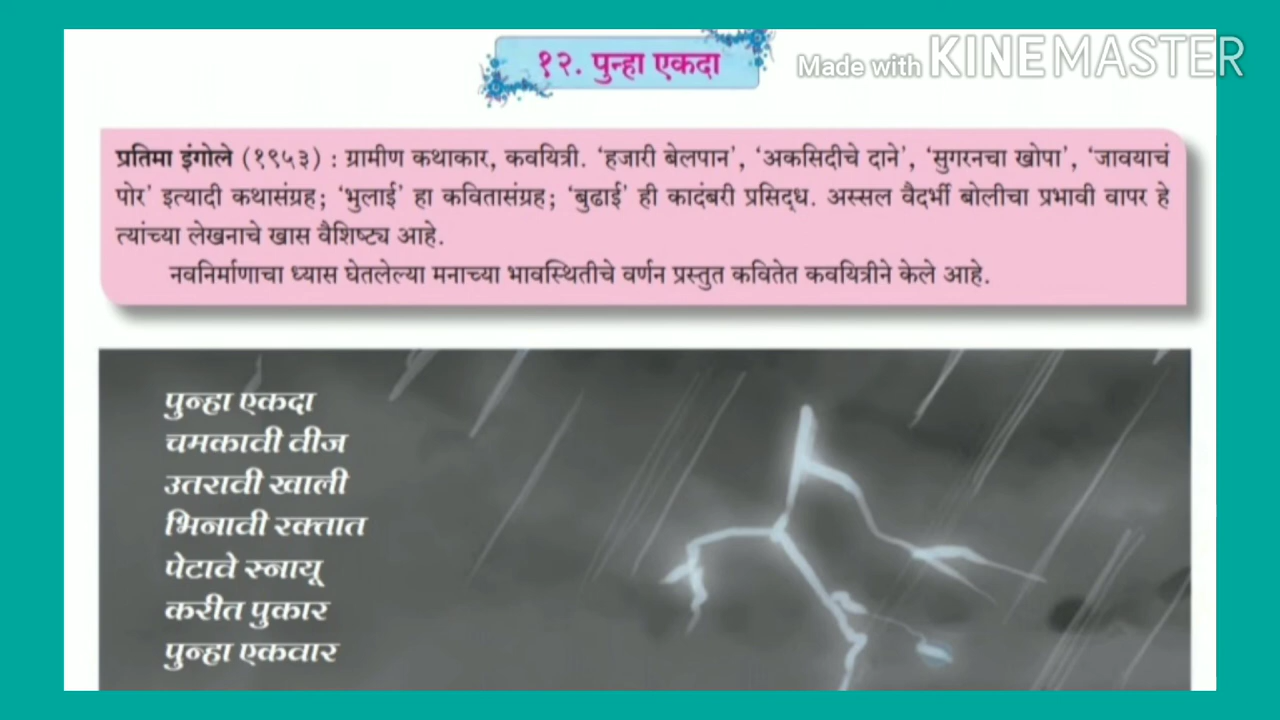 १२. पुन्हा एकदा
Made with KINEMASTER
प्रतिमा इंगोले (१९५३) : ग्रामीण कथाकार, कवयित्री. ‘हजारी बेलपान’, ‘अकसिदीचे दाने’, ‘सुगरनचा खोपा’, ‘जावयाचं
पोर’ इत्यादी कथासंग्रह; ‘भुलाई’ हा कवितासंग्रह; ‘बुढाई’ ही कादंबरी प्रसिद्ध. अस्सल वैदर्भी बोलीचा प्रभावी वापर हे
त्यांच्या लेखनाचे खास वैशिष्ट्य आहे.
नवनिर्माणाचा ध्यास घेतलेल्या मनाच्या भावस्थितीचे वर्णन प्रस्तुत कवितेत कवयित्रीने केले आहे.
पुन्हा एकदा
चमकावी वीज
उतरावी खाली
भिनावी रक्तात
पेटावे स्नायू
करीत पुकार
पुन्हा एकवार